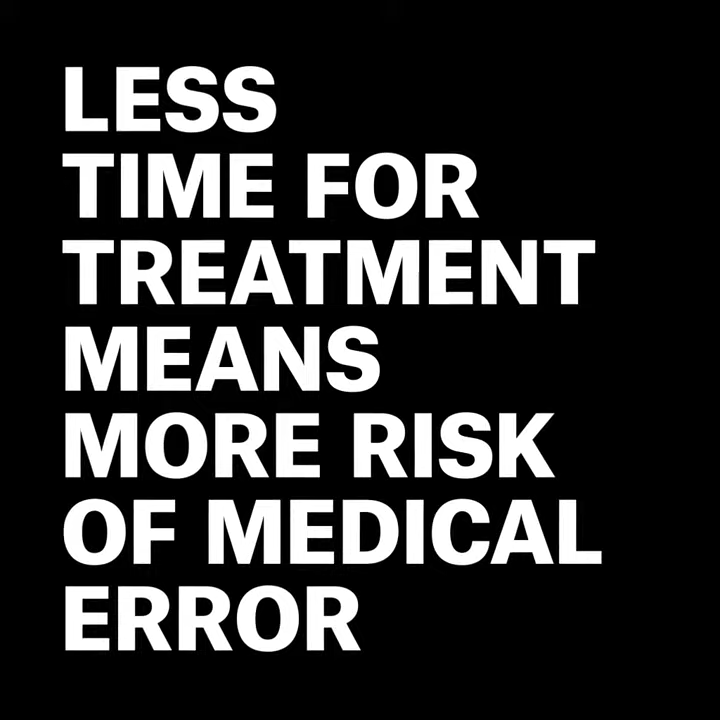 LESS
TIME FOR
TREATMENT
MEANS
MORE RISK
OF MEDICAL
ERROR